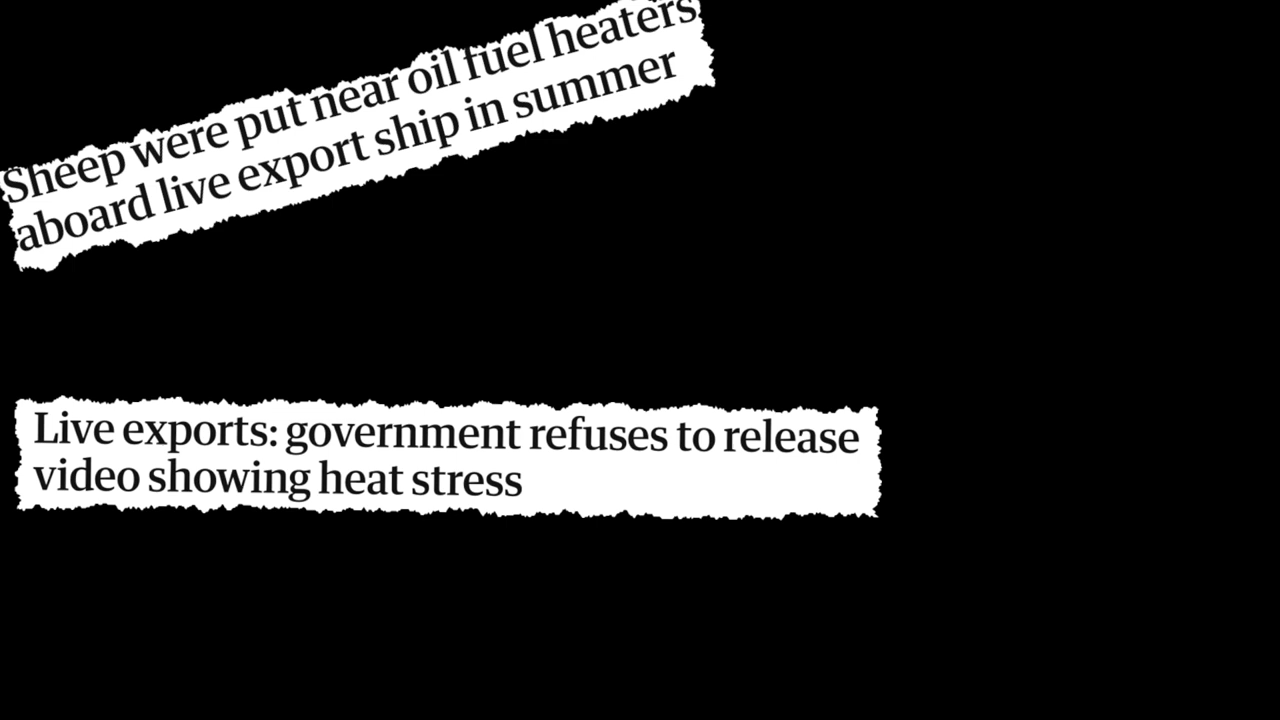 Sheep were put near oil fuel heaters
aboard live export ship in summer
Live exports: government refuses to release
video showing heat stress